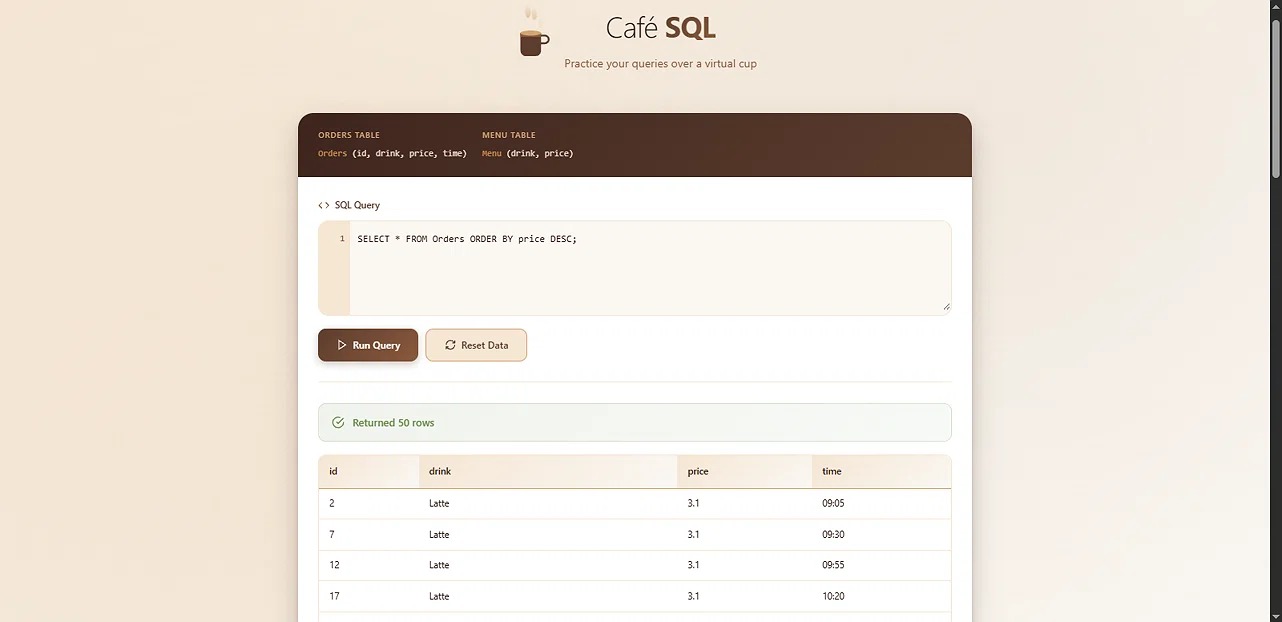 Café SQL
Practice your queries over a virtual cup
ORDERS TABLE
Orders (id, drink, price, time)
MENU TABLE
Menu (drink, price)
SQL Query
1 SELECT * FROM Orders ORDER BY price DESC;
Run Query
Reset Data
Returned 50 rows
id drink price time
2 Latte 3.1 09:05
7 Latte 3.1 09:30
12 Latte 3.1 09:55
17 Latte 3.1 10:20